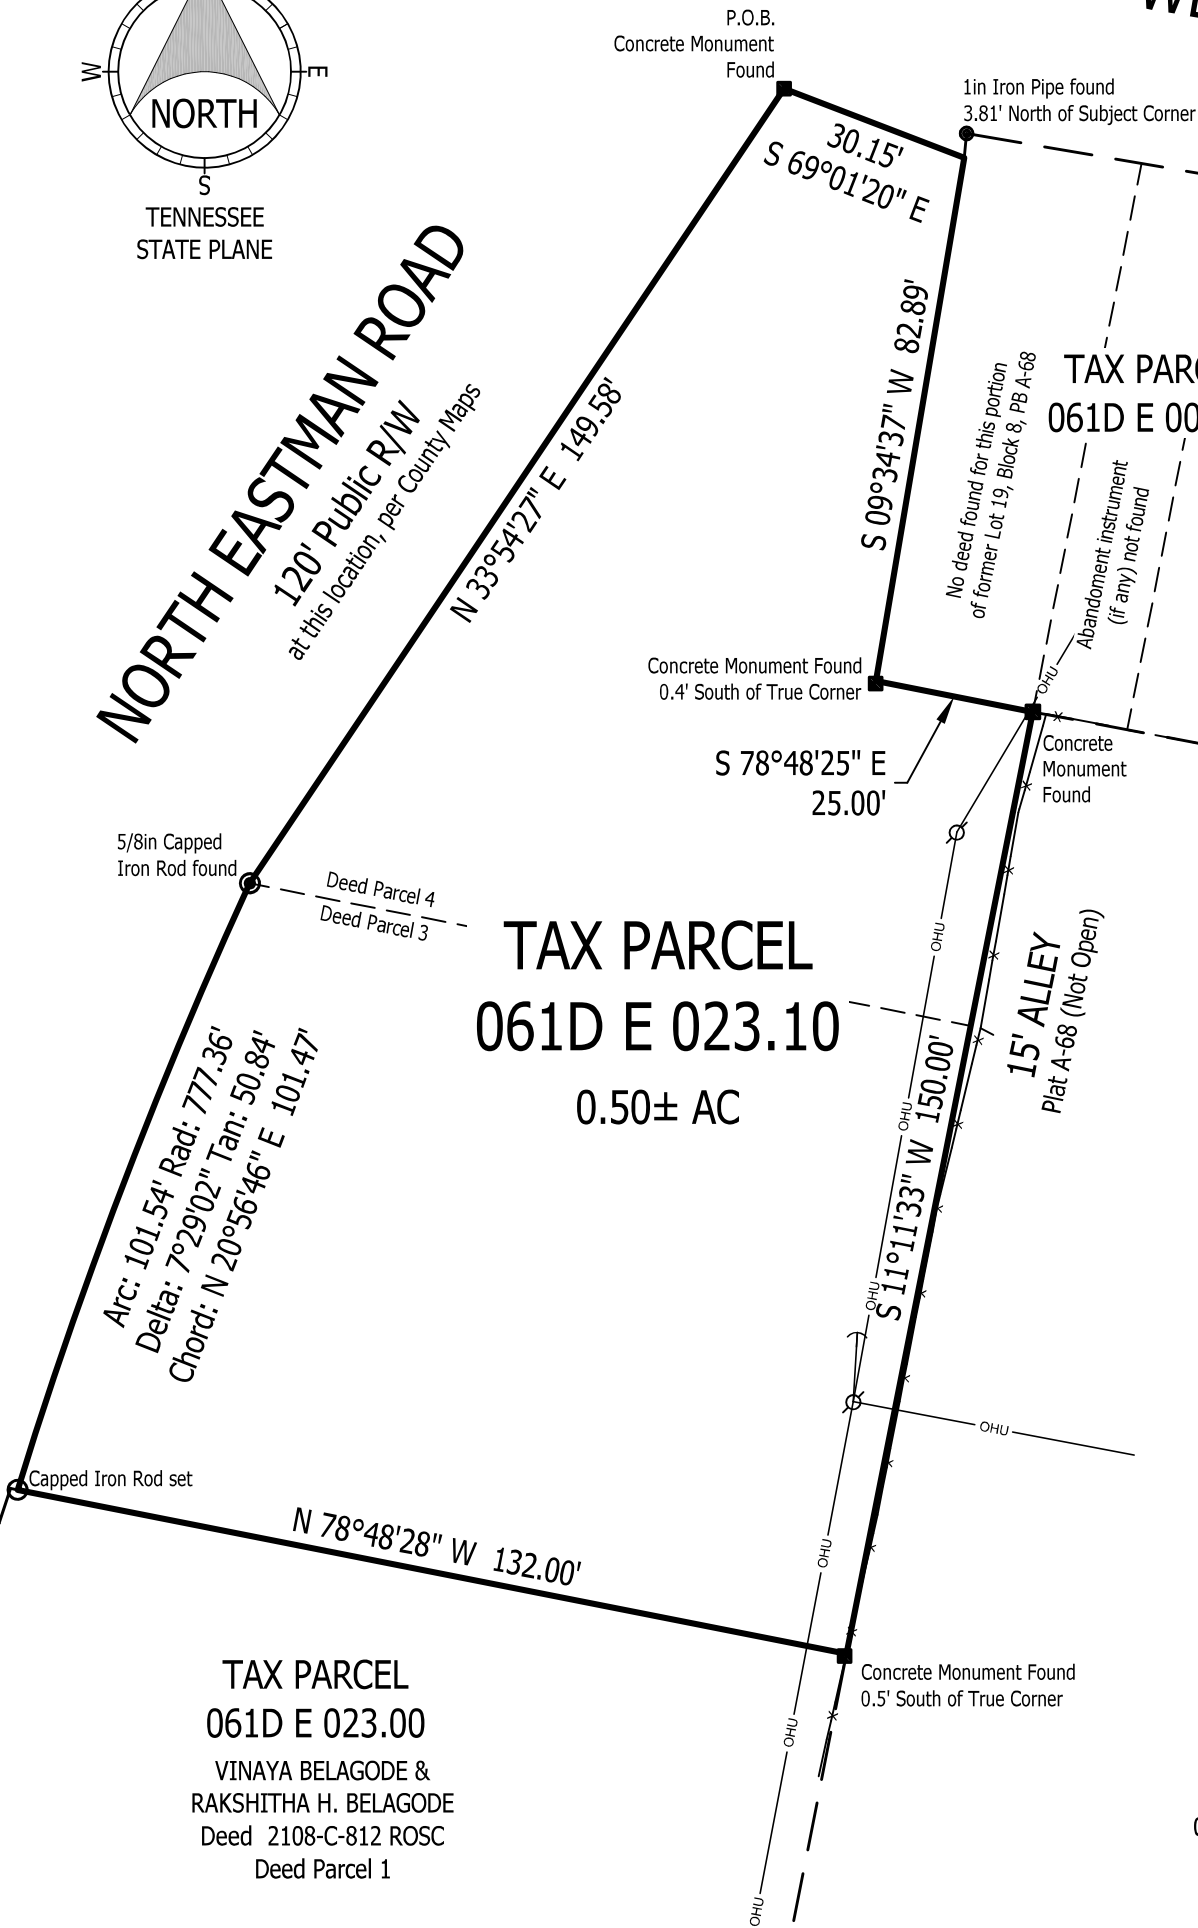 WE
P.O.B.
Concrete Monument
Found
W
E
NORTH
S
TENNESSEE
STATE PLANE
1in Iron Pipe found
3.81' North of Subject Corner
30.15'
S 69°01'20" E
NORTH EASTMAN ROAD
120' Public R/W
at this location, per County Maps
N 33°54'27" E 149.58'
S 09°34'37" W 82.89'
No deed found for this portion
of former Lot 19, Block 8, PB A-68
TAX PARC
061D E 00
Abandoment instrument
(if any) not found
Concrete Monument Found
0.4' South of True Corner
OHU
S 78°48'25" E
25.00'
Concrete
Monument
Found
5/8in Capped
Iron Rod found
Deed Parcel 4
Deed Parcel 3
TAX PARCEL
061D E 023.10
0.50± AC
OHU
15' ALLEY
Plat A-68 (Not Open)
Arc: 101.54' Rad: 777.36'
Delta: 7°29'02" Tan: 50.84'
Chord: N 20°56'46" E 101.47'
OHU
S 11°11'33" W 150.00'
OHU
OHU
Capped Iron Rod set
N 78°48'28" W 132.00'
OHU
Concrete Monument Found
0.5' South of True Corner
OHU
TAX PARCEL
061D E 023.00
VINAYA BELAGODE &
RAKSHITHA H. BELAGODE
Deed 2108-C-812 ROSC
Deed Parcel 1
OHU